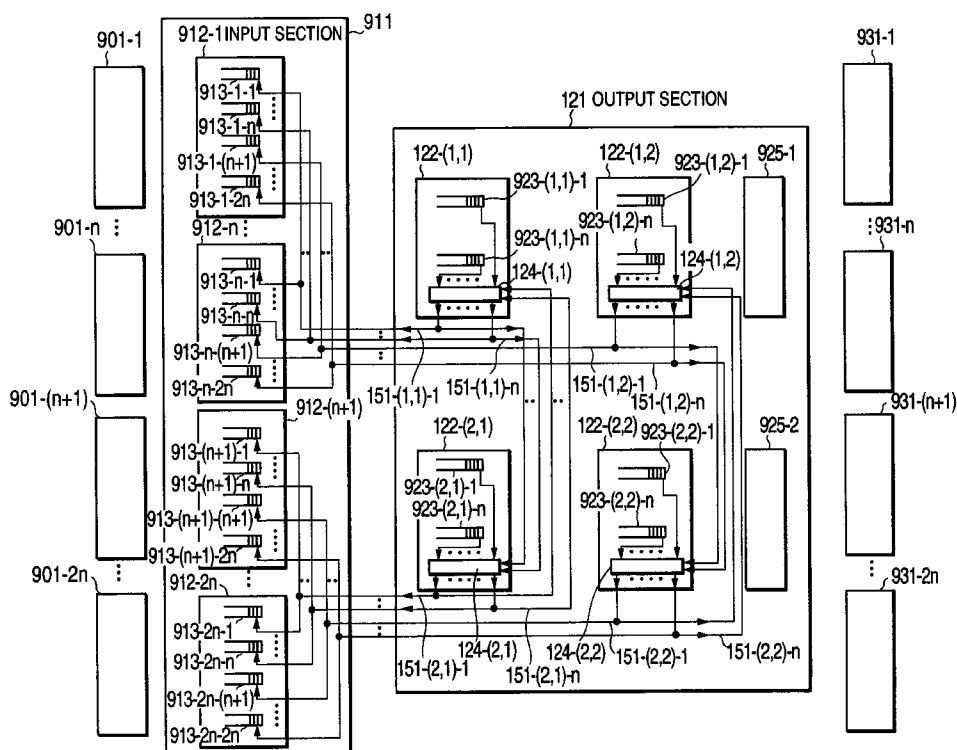 901-1
912-1 INPUT SECTION
911
913-1-1
913-1-n
913-1-(n+1)
913-1-2n
901-n
912-n
913-n-1
913-n-n
913-n-(n+1)
913-n-2n
901-(n+1)
912-(n+1)
913-(n+1)-1
913-(n+1)-n
913-(n+1)-(n+1)
913-(n+1)-2n
901-2n
912-2n
913-2n-1
913-2n-n
913-2n-(n+1)
913-2n-2n
121 OUTPUT SECTION
122-(1,1)
923-(1,1)-1
923-(1,1)-n
124-(1,1)
122-(1,2)
923-(1,2)-1
923-(1,2)-n
124-(1,2)
925-1
151-(1,1)-1
151-(1,1)-n
151-(1,2)-1
151-(1,2)-n
122-(2,1)
923-(2,1)-1
923-(2,1)-n
122-(2,2)
923-(2,2)-1
923-(2,2)-n
925-2
151-(2,1)-1
124-(2,1)
151-(2,1)-n
124-(2,2)
151-(2,2)-1
151-(2,2)-n
931-1
931-n
931-(n+1)
931-2n